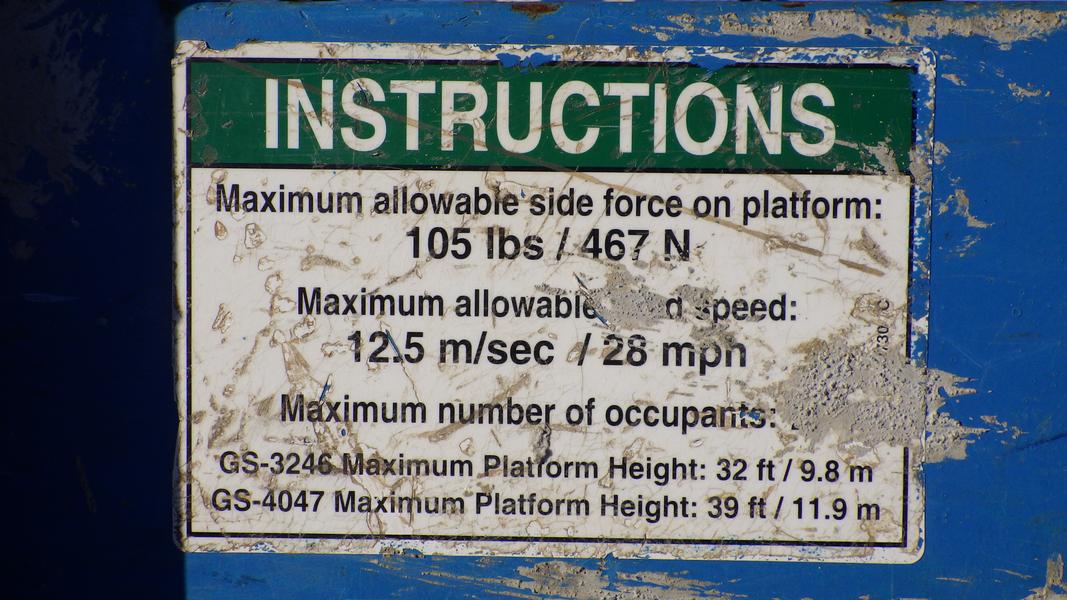 INSTRUCTIONS
Maximum allowable side force on platform:
105 lbs / 467 N
Maximum allowable speed:
12.5 m/sec / 28 mph
Maximum number of occupants:
GS-3246 Maximum Platform Height: 32 ft / 9.8 m
GS-4047 Maximum Platform Height: 39 ft / 11.9 m